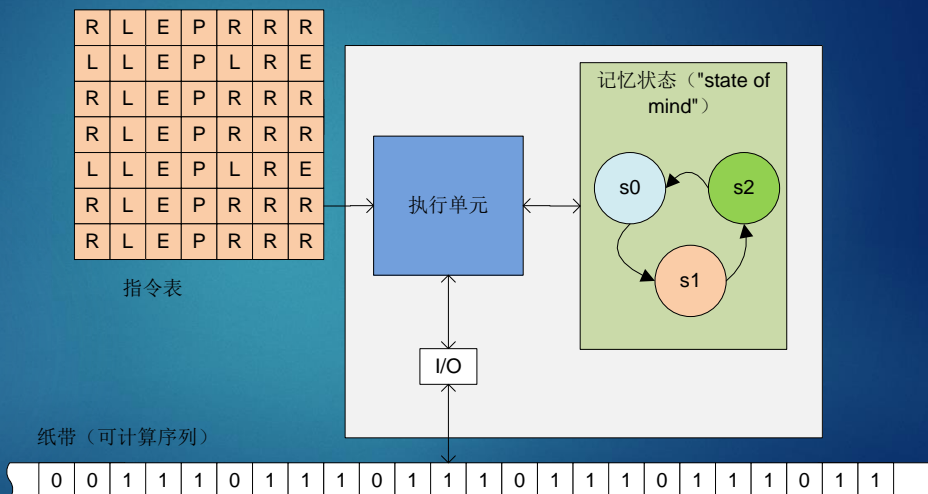 R L E P R R R
L L E P L R E
R L E P R R R
R L E P R R R
L L E P L R E
R L E P R R R
R L E P R R R
指令表
执行单元
I/O
记忆状态（"state of
mind"）
s0
s2
s1
纸带（可计算序列）
0 0 1 1 1 0 1 1 1 0 1 1 1 0 1 1 1 0 1 1 1 0 1 1